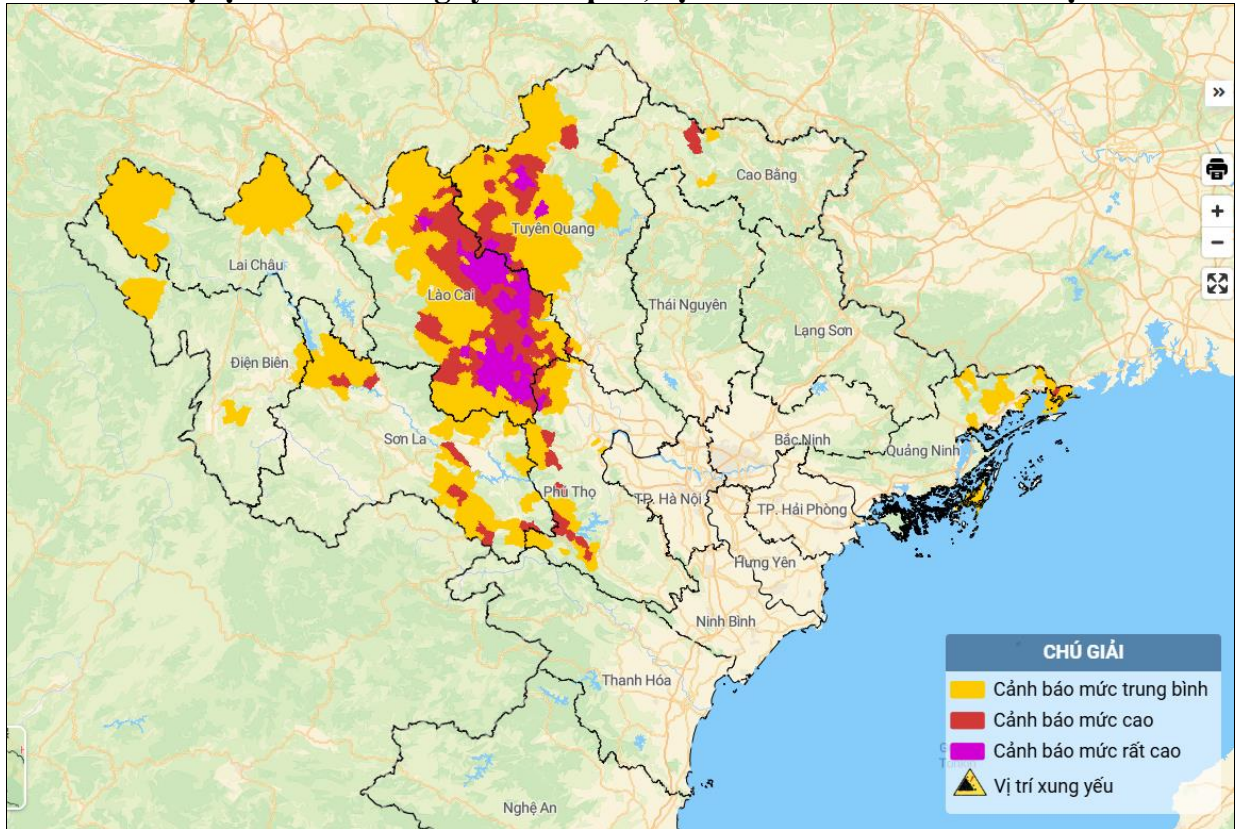 Cao Bằng
Tuyên Quang
Lai Châu
Lào Cai
Thái Nguyên
Lạng Sơn
Điện Biên
Sơn La
Bắc Ninh
Quảng Ninh
Phú Thọ
TP. Hà Nội
TP. Hải Phòng
Hưng Yên
Ninh Bình
Thanh Hóa
Nghệ An
CHÚ GIẢI
Cảnh báo mức trung bình
Cảnh báo mức cao
Cảnh báo mức rất cao
Vị trí xung yếu